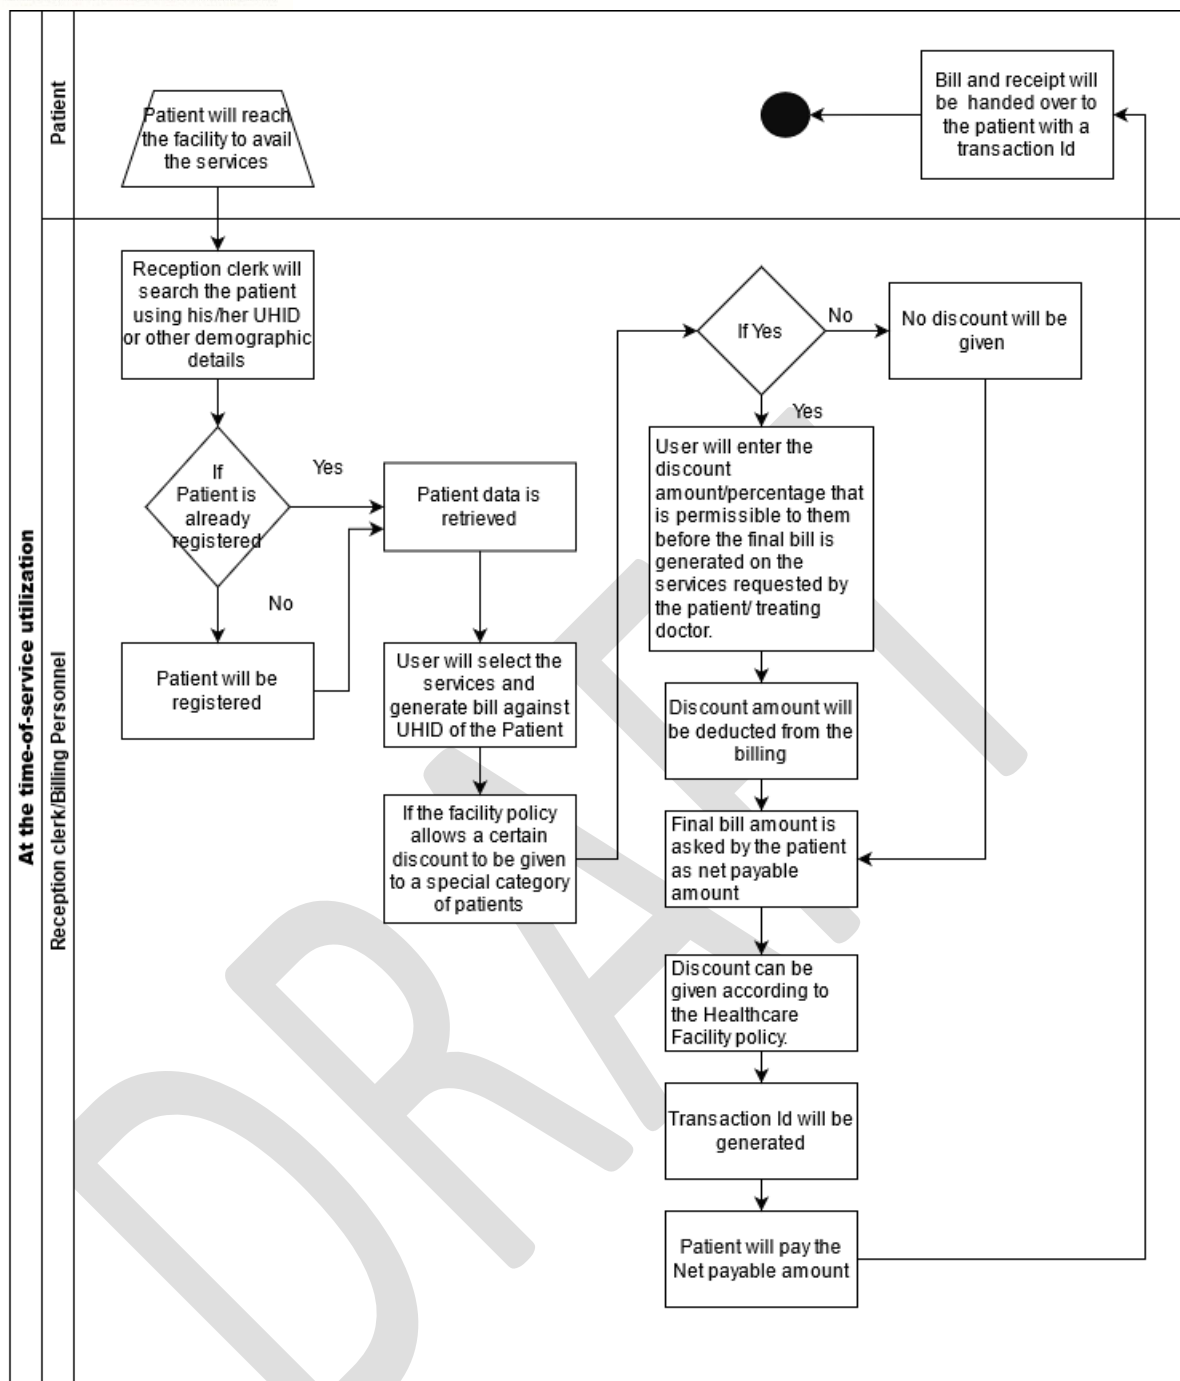 At the time-of-service utilization
Patient
Reception clerk/Billing Personnel
Patient will reach
the facility to avail
the services
Bill and receipt will
be handed over to
the patient with a
transaction Id
Reception clerk will
search the patient
using his/her UHID
or other demographic
details
If
Patient is
already
registered
Yes
No
Patient will be
registered
Patient data is
retrieved
User will select the
services and
generate bill against
UHID of the Patient
If the facility policy
allows a certain
discount to be given
to a special category
of patients
If Yes
No
No discount will be
given
Yes
User will enter the
discount
amount/percentage that
is permissible to them
before the final bill is
generated on the
services requested by
the patient/ treating
doctor.
Discount amount will
be deducted from the
billing
Final bill amount is
asked by the patient
as net payable
amount
Discount can be
given according to
the Healthcare
Facility policy.
Transaction Id will be
generated
Patient will pay the
Net payable amount
DRAFT